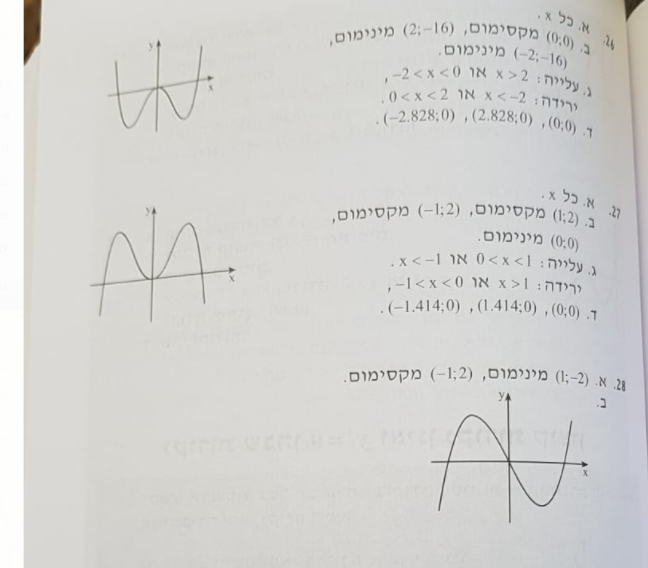 26. א. כל x.
ב. (0;0) מקסימום, (2;−16) מינימום,
(−2;−16) מינימום.
ג. עלייה: x > 2 או −2 < x < 0,
ירידה: x < −2 או 0 < x < 2.
ד. (0;0), (2.828;0), (−2.828;0).
y
x
27. א. כל x.
ב. (1;2) מקסימום, (−1;2) מקסימום,
(0;0) מינימום.
ג. עלייה: 0 < x < 1 או x < −1.
ירידה: x > 1 או −1 < x < 0,
ד. (0;0), (1.414;0), (−1.414;0).
y
x
28. א. (1;−2) מינימום, (−1;2) מקסימום.
ב.
y
x